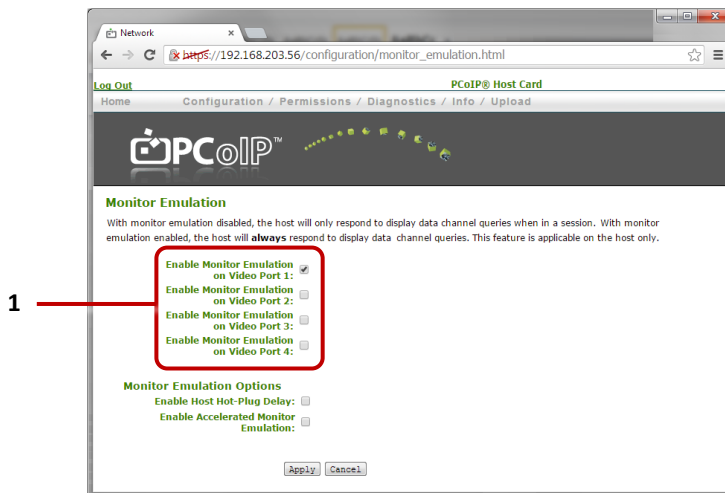 Network
https://192.168.203.56/configuration/monitor_emulation.html
Log Out PCoIP® Host Card
Home Configuration / Permissions / Diagnostics / Info / Upload
PCoIP™
Monitor Emulation
With monitor emulation disabled, the host will only respond to display data channel queries when in a session. With monitor
emulation enabled, the host will always respond to display data channel queries. This feature is applicable on the host only.
Enable Monitor Emulation
on Video Port 1:
Enable Monitor Emulation
on Video Port 2:
1
Enable Monitor Emulation
on Video Port 3:
Enable Monitor Emulation
on Video Port 4:
Monitor Emulation Options
Enable Host Hot-Plug Delay:
Enable Accelerated Monitor
Emulation:
Apply Cancel